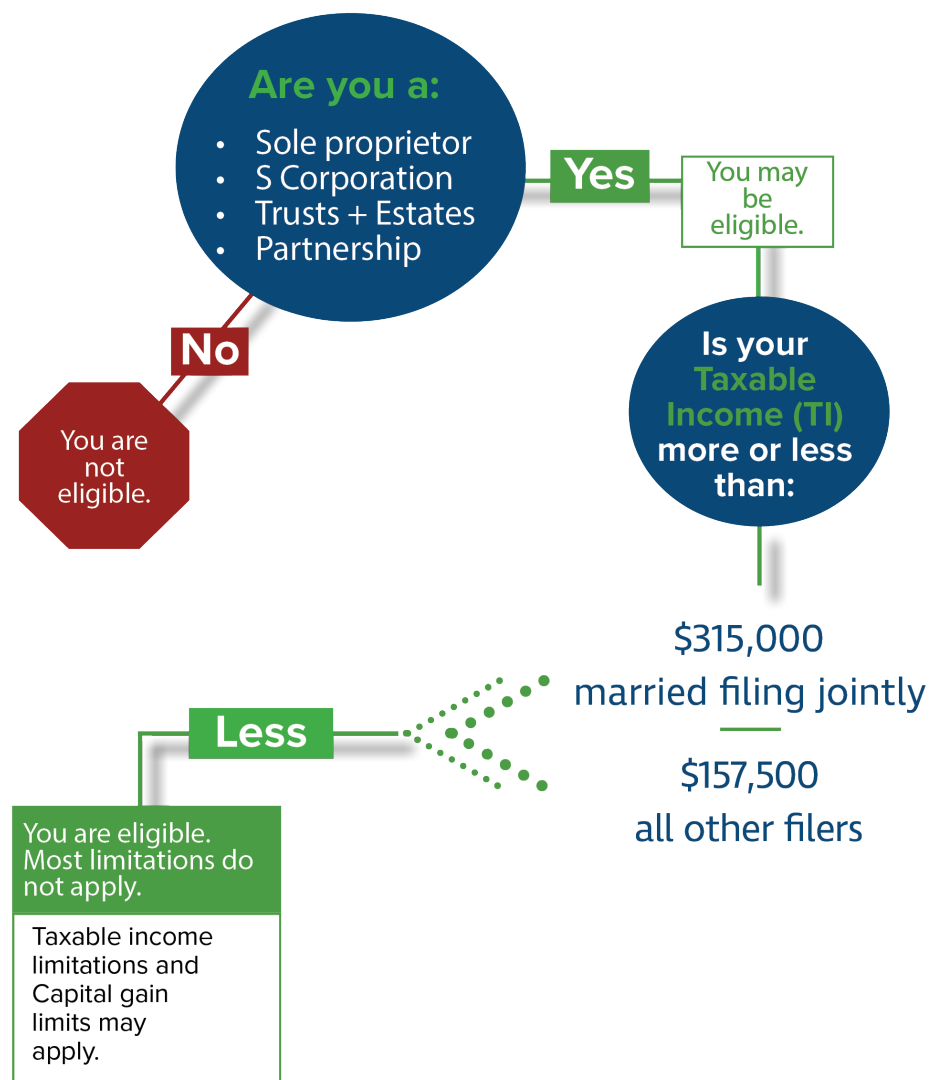 Are you a:
• Sole proprietor
• S Corporation
• Trusts + Estates
• Partnership
Yes
You may
be
eligible.
No
You are
not
eligible.
Is your
Taxable
Income (TI)
more or less
than:
$315,000
married filing jointly
$157,500
all other filers
Less
You are eligible.
Most limitations do
not apply.
Taxable income
limitations and
Capital gain
limits may
apply.